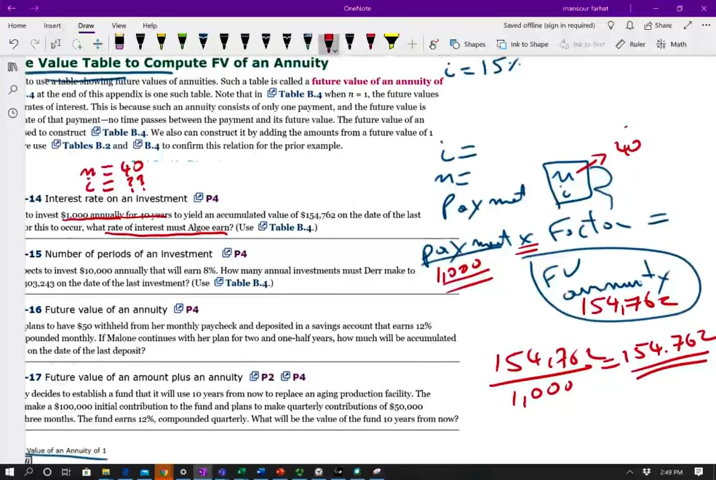 OneNote
mansour farhat
Home Insert Draw View Help
Saved offline (sign in required)
Share
Shapes Ink to Shape Ink to Text Ruler Math
e Value Table to Compute FV of an Annuity
to use a table showing future values of annuities. Such a table is called a future value of an annuity of
.4 at the end of this appendix is one such table. Note that in Table B.4 when n = 1, the future values
rates of interest. This is because such an annuity consists of only one payment, and the future value is
ate of that payment—no time passes between the payment and its future value. The future value of an
sed to construct Table B.4. We also can construct it by adding the amounts from a future value of 1
re use Tables B.2 and B.4 to confirm this relation for the prior example.
n = 40
i = ??
-14 Interest rate on an Investment P4
to invest $1,000 annually for 40 years to yield an accumulated value of $154,762 on the date of the last
or this to occur, what rate of interest must Algoe earn? (Use Table B.4.)
-15 Number of periods of an investment P4
pects to invest $10,000 annually that will earn 8%. How many annual investments must Derr make to
103,243 on the date of the last investment? (Use Table B.4.)
-16 Future value of an annuity P4
plans to have $50 withheld from her monthly paycheck and deposited in a savings account that earns 12%
pounded monthly. If Malone continues with her plan for two and one-half years, how much will be accumulated
on the date of the last deposit?
-17 Future value of an amount plus an annuity P2 P4
y decides to establish a fund that it will use 10 years from now to replace an aging production facility. The
make a $100,000 initial contribution to the fund and plans to make quarterly contributions of $50,000
three months. The fund earns 12%, compounded quarterly. What will be the value of the fund 10 years from now?
Value of an Annuity of 1
i = 15%
i =
n =
Paymet
n
i
40
paymet x Factor =
1,000
FV
annuity
154,762
154,762 = 154.762
1,000
2:49 PM